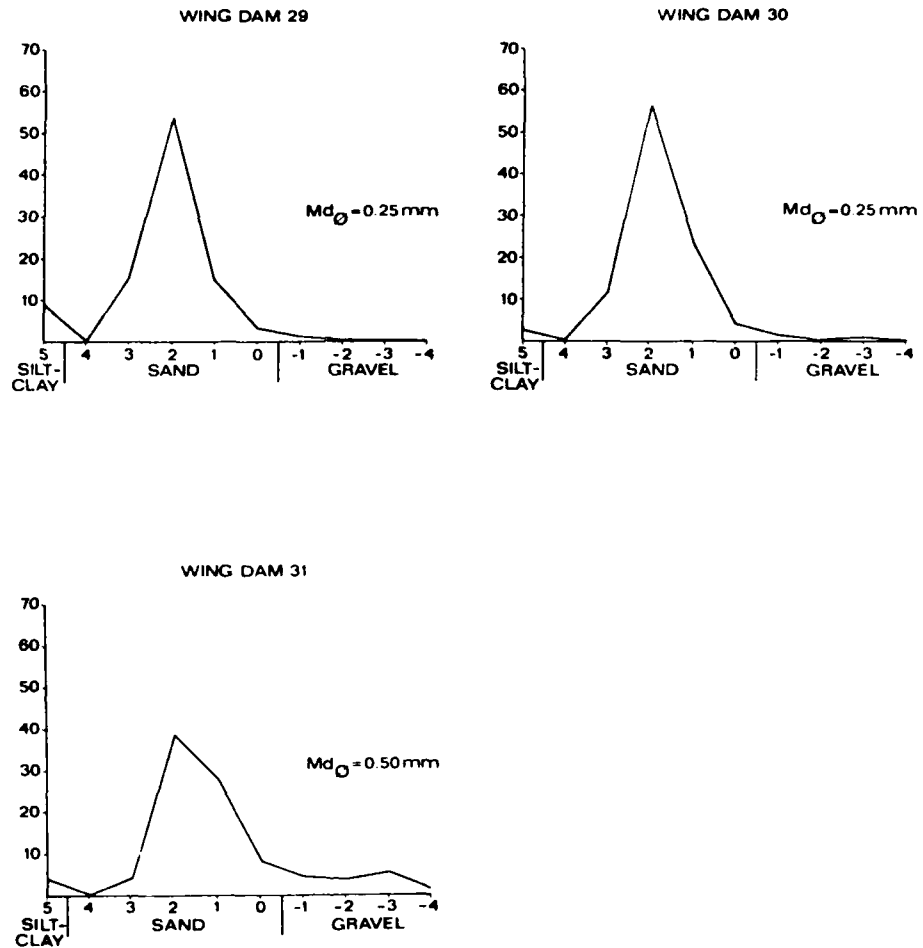 WING DAM 29
70
60
50
40
30
20
10
Md∅=0.25mm
5 4 3 2 1 0 -1 -2 -3 -4
SILT-CLAY SAND GRAVEL
WING DAM 30
70
60
50
40
30
20
10
Md∅=0.25mm
5 4 3 2 1 0 -1 -2 -3 -4
SILT-CLAY SAND GRAVEL
WING DAM 31
70
60
50
40
30
20
10
Md∅=0.50mm
5 4 3 2 1 0 -1 -2 -3 -4
SILT-CLAY SAND GRAVEL